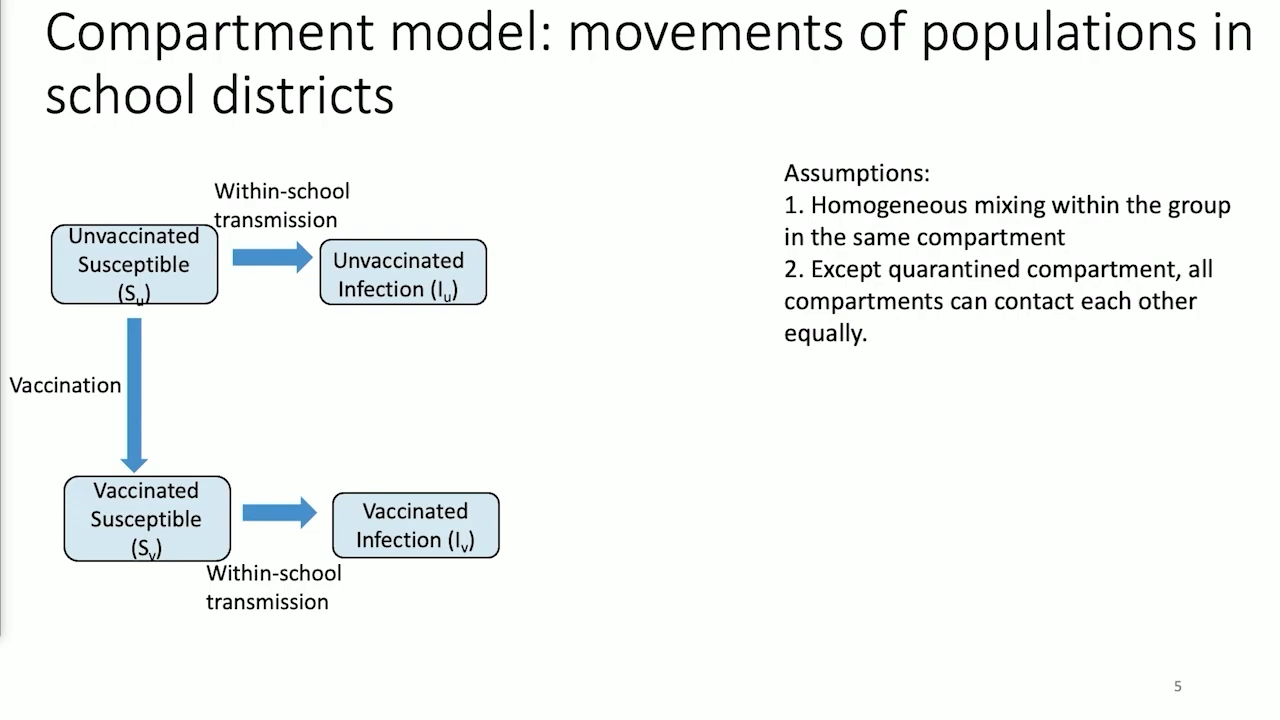 Compartment model: movements of populations in
school districts
Within-school
transmission
Unvaccinated
Susceptible
(Su)
Unvaccinated
Infection (Iu)
Vaccination
Vaccinated
Susceptible
(Sv)
Vaccinated
Infection (Iv)
Within-school
transmission
Assumptions:
1. Homogeneous mixing within the group
in the same compartment
2. Except quarantined compartment, all
compartments can contact each other
equally.
5